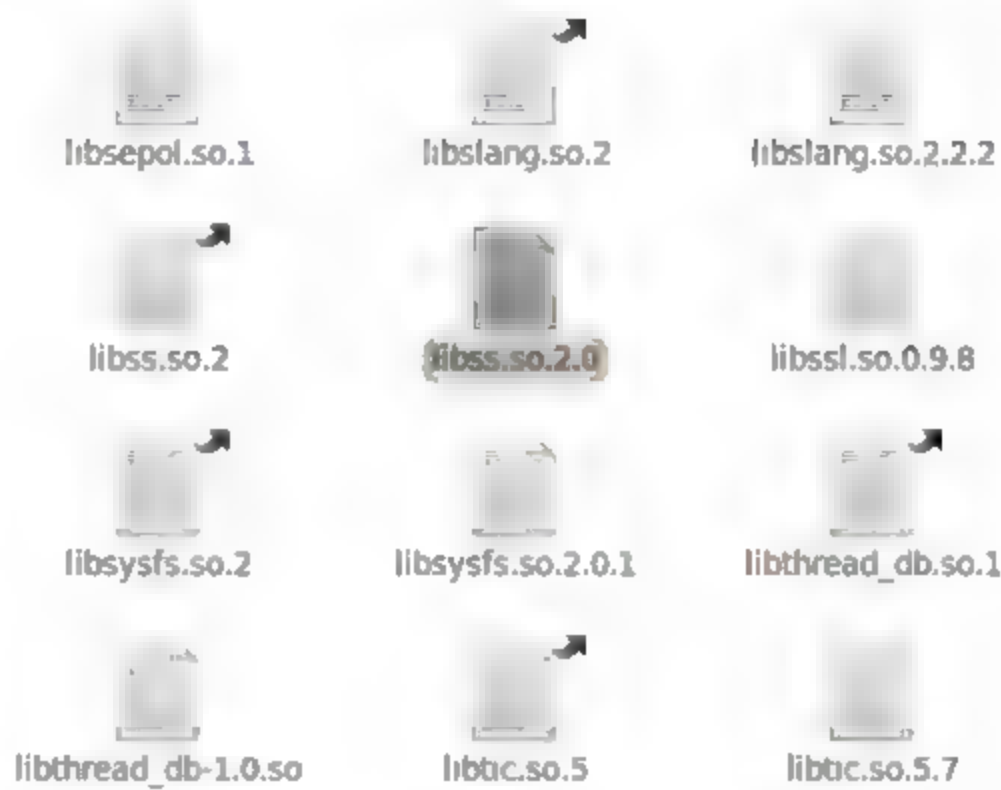 libsepol.so.1 libslang.so.2 libslang.so.2.2.2
libss.so.2 libss.so.2.0 libssl.so.0.9.8
libsysfs.so.2 libsysfs.so.2.0.1 libthread_db.so.1
libthread_db-1.0.so libtic.so.5 libtic.so.5.7